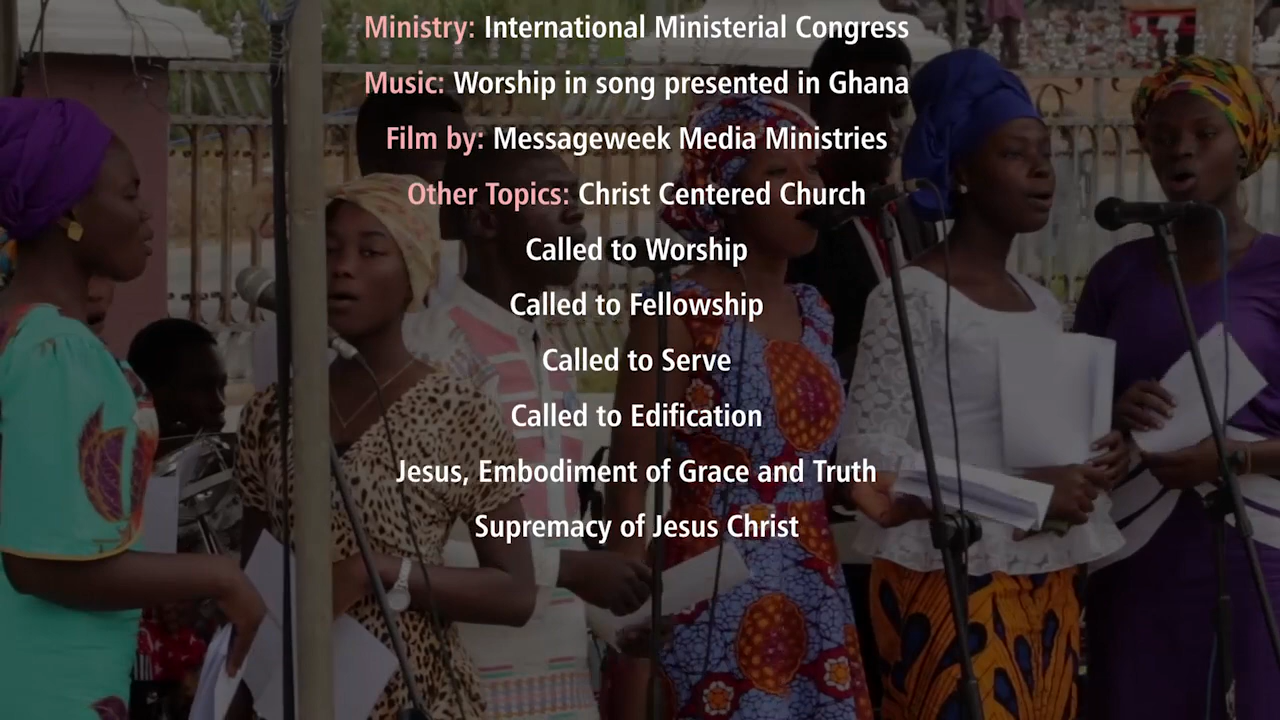 Ministry: International Ministerial Congress
Music: Worship in song presented in Ghana
Film by: Messageweek Media Ministries
Other Topics: Christ Centered Church
Called to Worship
Called to Fellowship
Called to Serve
Called to Edification
Jesus, Embodiment of Grace and Truth
Supremacy of Jesus Christ